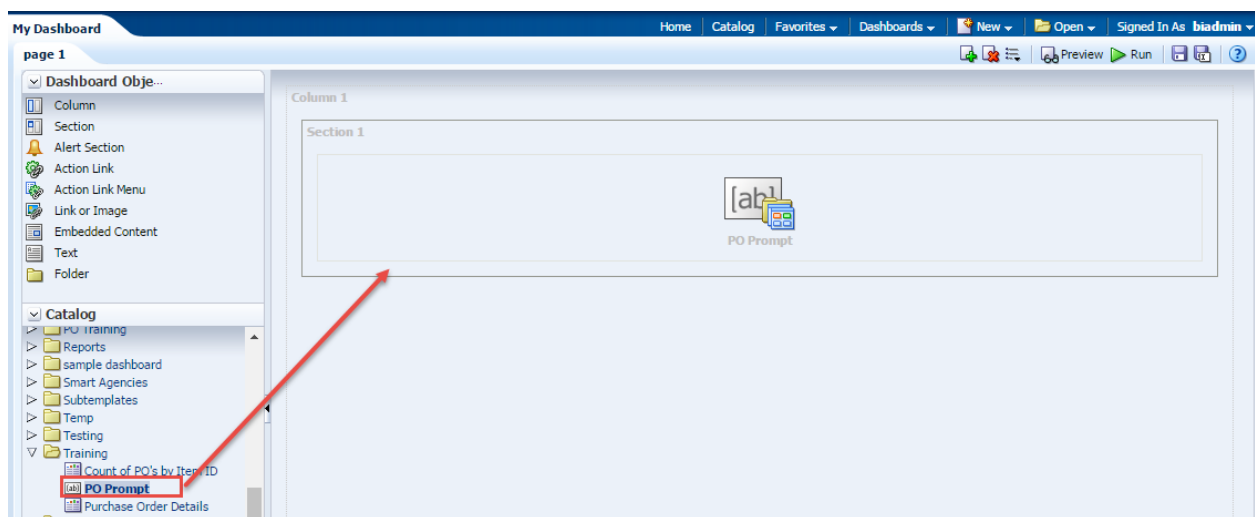 My Dashboard
Home Catalog Favorites Dashboards New Open Signed In As biadmin
page 1
Preview Run
Dashboard Obje...
Column
Section
Alert Section
Action Link
Action Link Menu
Link or Image
Embedded Content
Text
Folder
Catalog
PO Training
Reports
sample dashboard
Smart Agencies
Subtemplates
Temp
Testing
Training
Count of PO's by Item ID
[ab] PO Prompt
Purchase Order Details
Column 1
Section 1
[ab]
PO Prompt